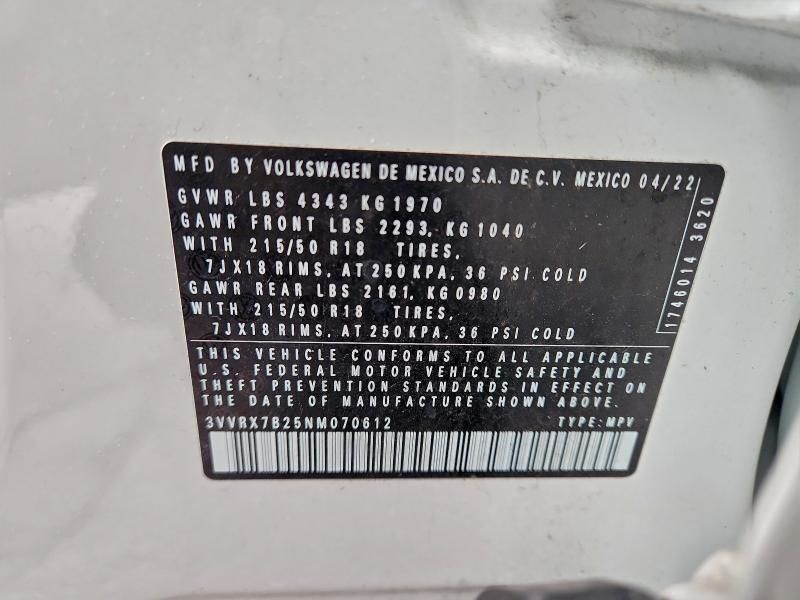 MFD BY VOLKSWAGEN DE MEXICO S.A. DE C.V. MEXICO 04/22
GVWR LBS 4343 KG 1970
GAWR FRONT LBS 2293, KG 1040
WITH 215/50 R18 TIRES,
7JX18 RIMS, AT 250 KPA, 36 PSI COLD
GAWR REAR LBS 2161, KG 0980
WITH 215/50 R18 TIRES,
7JX18 RIMS, AT 250 KPA, 36 PSI COLD
THIS VEHICLE CONFORMS TO ALL APPLICABLE
U.S. FEDERAL MOTOR VEHICLE SAFETY AND
THEFT PREVENTION STANDARDS IN EFFECT ON
THE DATE OF MANUFACTURE SHOWN ABOVE.
3VVRX7B25NM070612 TYPE: MPV
1746014 3620